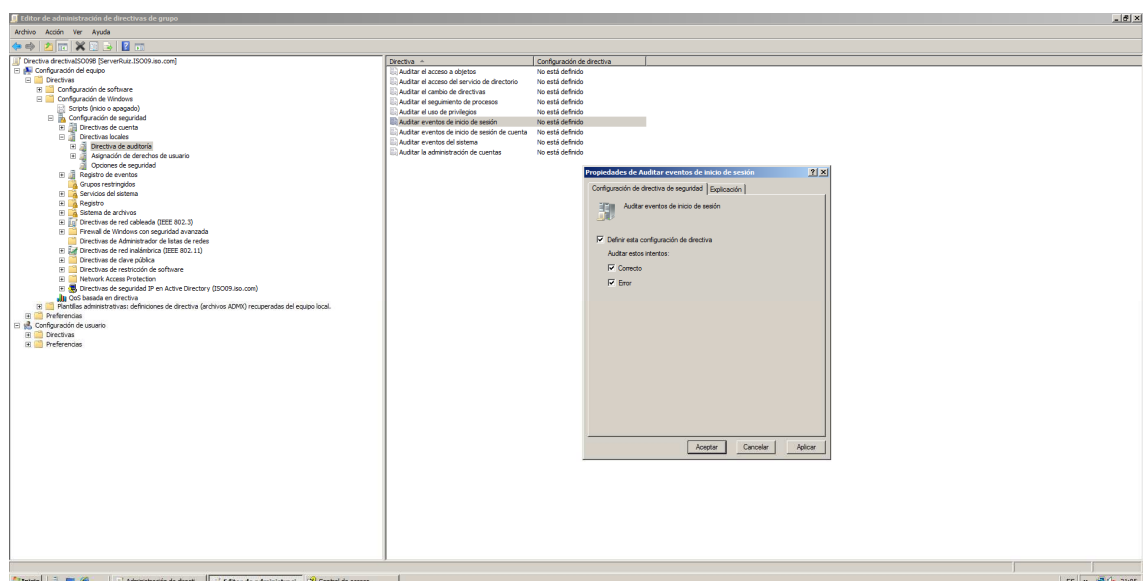 Editor de administración de directivas de grupo
Archivo Acción Ver Ayuda
Directiva directivaISO09B [ServerRuiz.ISO09.iso.com]
Configuración del equipo
Directivas
Configuración de software
Configuración de Windows
Scripts (inicio o apagado)
Configuración de seguridad
Directivas de cuenta
Directivas locales
Directiva de auditoría
Asignación de derechos de usuario
Opciones de seguridad
Registro de eventos
Grupos restringidos
Servicios del sistema
Registro
Sistema de archivos
Directivas de red cableada (IEEE 802.3)
Firewall de Windows con seguridad avanzada
Directivas de Administrador de listas de redes
Directivas de red inalámbrica (IEEE 802.11)
Directivas de clave pública
Directivas de restricción de software
Network Access Protection
Directivas de seguridad IP en Active Directory (ISO09.iso.com)
QoS basada en directiva
Plantillas administrativas: definiciones de directiva (archivos ADMX) recuperadas del equipo local.
Preferencias
Configuración de usuario
Directivas
Preferencias
Directiva Configuración de directiva
Auditar el acceso a objetos No está definido
Auditar el acceso del servicio de directorio No está definido
Auditar el cambio de directivas No está definido
Auditar el seguimiento de procesos No está definido
Auditar el uso de privilegios No está definido
Auditar eventos de inicio de sesión No está definido
Auditar eventos de inicio de sesión de cuenta No está definido
Auditar eventos del sistema No está definido
Auditar la administración de cuentas No está definido
Propiedades de Auditar eventos de inicio de sesión
Configuración de directiva de seguridad Explicación
Auditar eventos de inicio de sesión
Definir esta configuración de directiva
Auditar estos intentos:
Correcto
Error
Aceptar Cancelar Aplicar